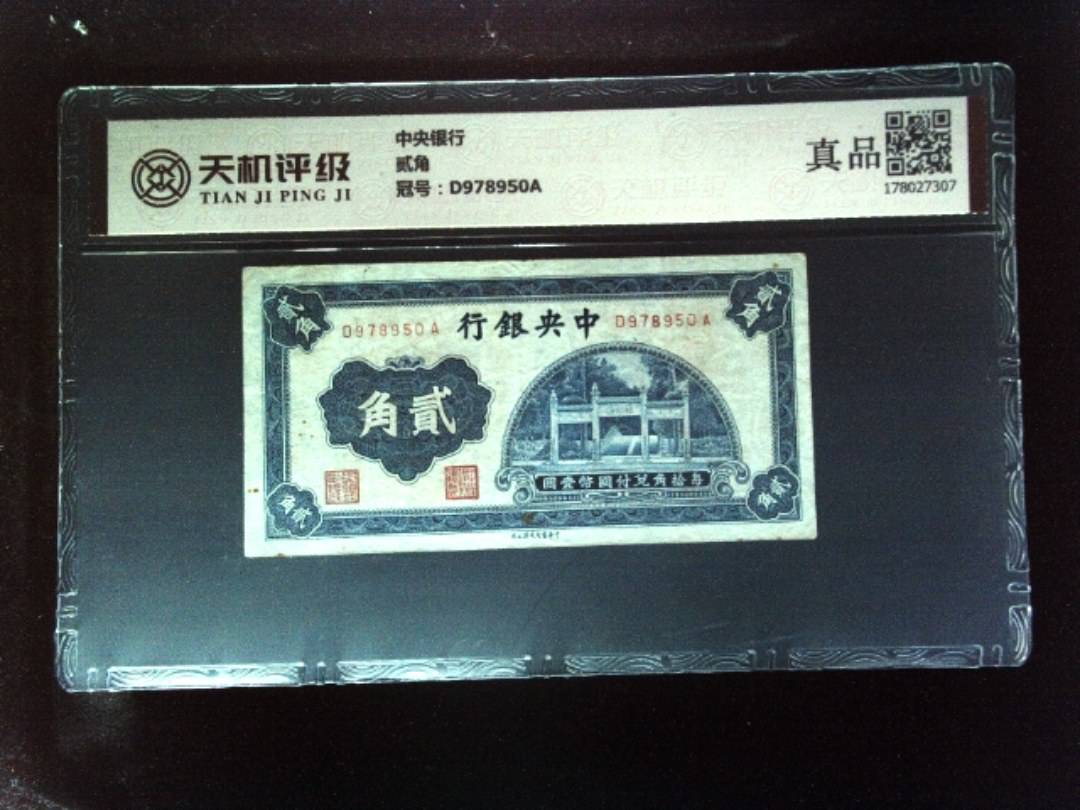 天机评级
TIAN JI PING JI
中央银行
贰角
冠号：D978950A
真品
178027307
貳角
貳角
D978950A
行銀央中
D978950A
角貳
圓壹幣國付兌角拾每
角貳
角貳